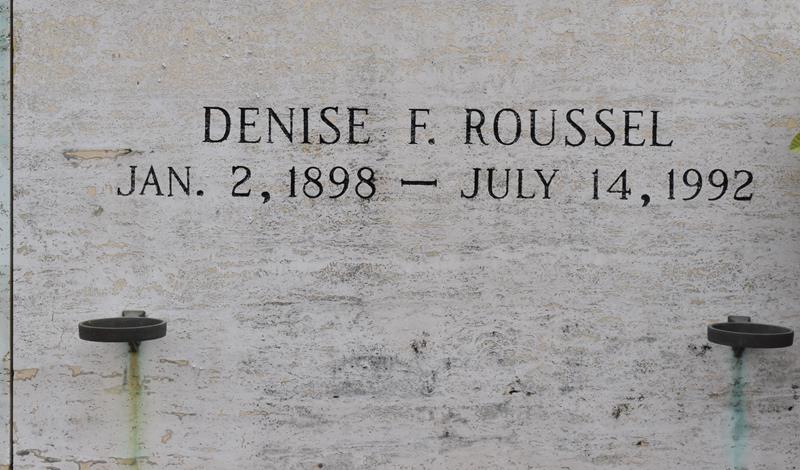 DENISE F. ROUSSEL
JAN. 2, 1898 — JULY 14, 1992